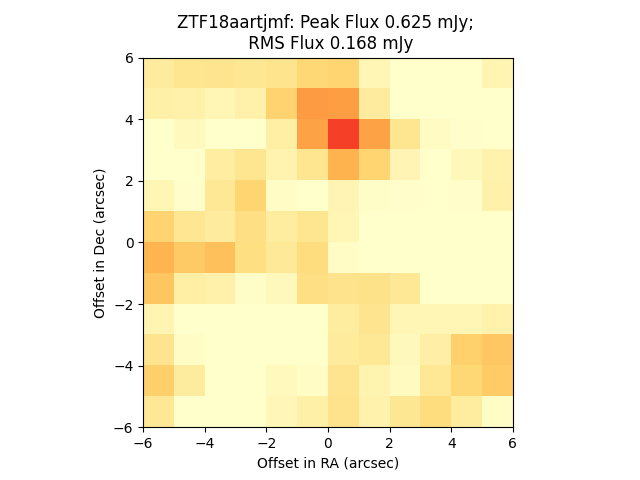 ZTF18aartjmf: Peak Flux 0.625 mJy;
RMS Flux 0.168 mJy
6
4
2
0
−2
−4
−6
Offset in Dec (arcsec)
−6 −4 −2 0 2 4 6
Offset in RA (arcsec)